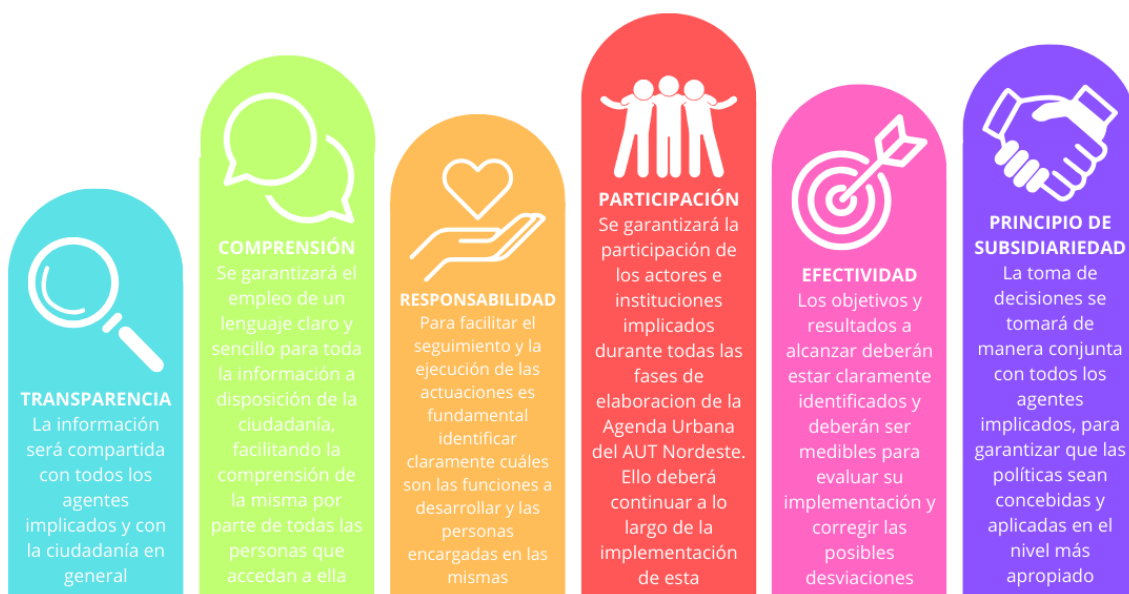 TRANSPARENCIA
La información
será compartida
con todos los
agentes
implicados y con
la ciudadanía en
general
COMPRENSIÓN
Se garantizará el
empleo de un
lenguaje claro y
sencillo para toda
la información a
disposición de la
ciudadanía,
facilitando la
comprensión de
la misma por
parte de todas las
personas que
accedan a ella
RESPONSABILIDAD
Para facilitar el
seguimiento y la
ejecución de las
actuaciones es
fundamental
identificar
claramente cuáles
son las funciones a
desarrollar y las
personas
encargadas en las
mismas
PARTICIPACIÓN
Se garantizará la
participación de
los actores e
instituciones
implicados
durante todas las
fases de
elaboracion de la
Agenda Urbana
del AUT Nordeste.
Ello deberá
continuar a lo
largo de la
implementación
de esta
EFECTIVIDAD
Los objetivos y
resultados a
alcanzar deberán
estar claramente
identificados y
deberán ser
medibles para
evaluar su
implementación y
corregir las
posibles
desviaciones
PRINCIPIO DE
SUBSIDIARIEDAD
La toma de
decisiones se
tomará de
manera conjunta
con todos los
agentes
implicados, para
garantizar que las
políticas sean
concebidas y
aplicadas en el
nivel más
apropiado